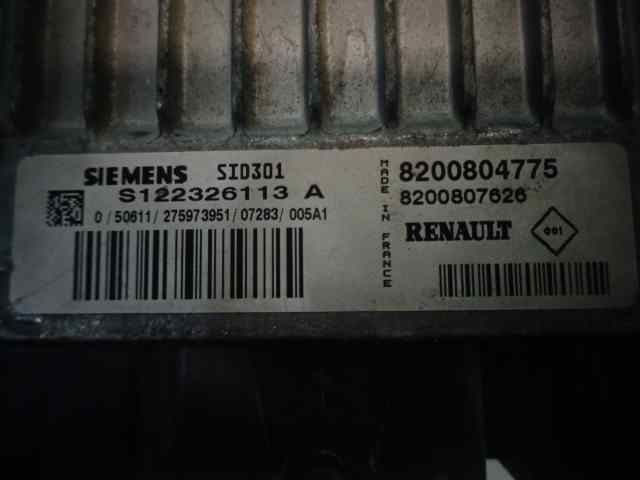 SIEMENS SID301
S122326113 A
0 / 50611 / 275973951 / 07283 / 005A1
MADE IN FRANCE
8200804775
8200807626
RENAULT 001